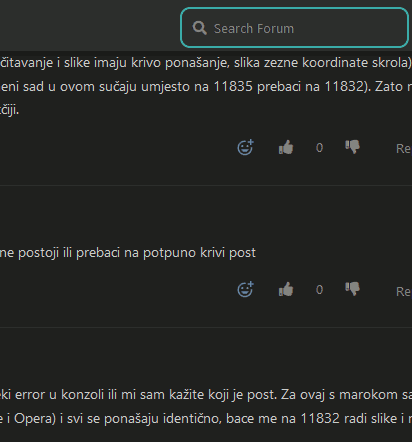 Search Forum
čitavanje i slike imaju krivo ponašanje, slika zezne koordinate skrola)
eni sad u ovom sučaju umjesto na 11835 prebaci na 11832). Zato
čiji.
0
Re
ne postoji ili prebaci na potpuno krivi post
0
Re
eki error u konzoli ili mi sam kažite koji je post. Za ovaj s marokom sa
e i Opera) i svi se ponašaju identično, bace me na 11832 radi slike i